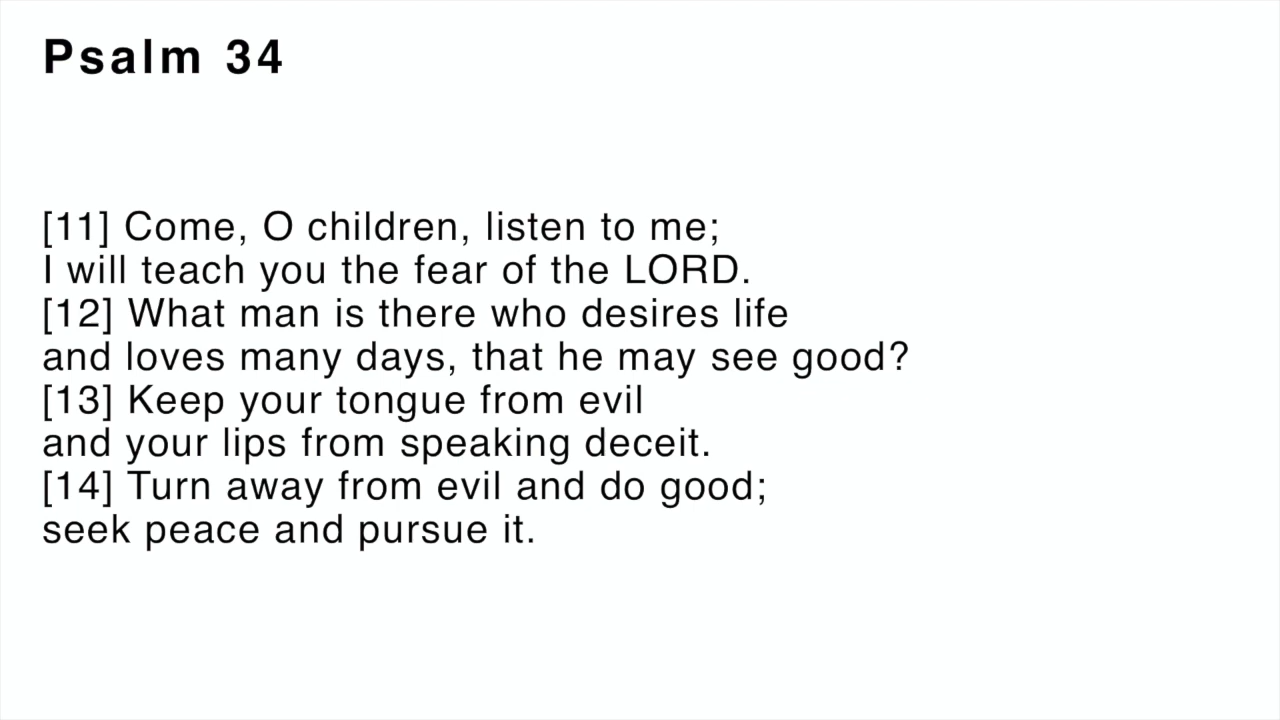 Psalm 34
[11] Come, O children, listen to me;
I will teach you the fear of the LORD.
[12] What man is there who desires life
and loves many days, that he may see good?
[13] Keep your tongue from evil
and your lips from speaking deceit.
[14] Turn away from evil and do good;
seek peace and pursue it.